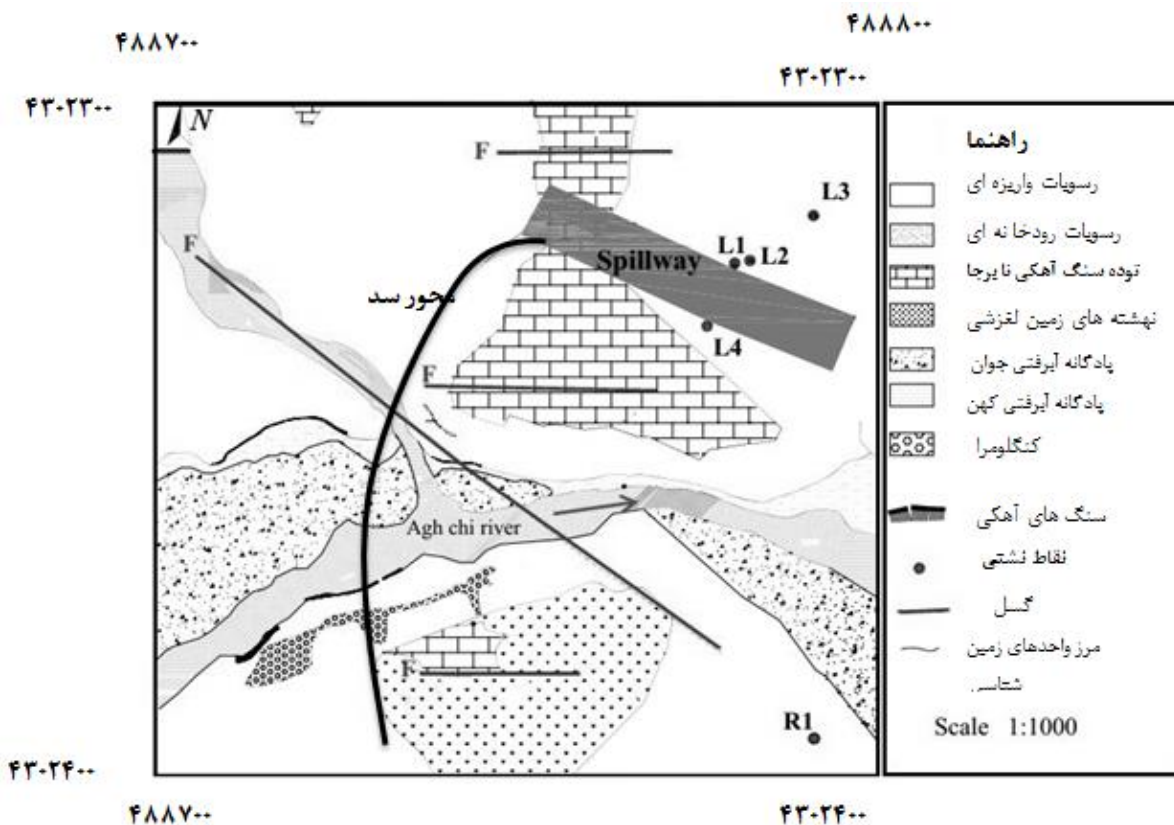 ۴۸۸۷۰۰
۴۸۸۸۰۰
۴۳۰۲۳۰۰
۴۳۰۲۳۰۰
N
F
F
F
F
L3
L1
L2
L4
Spillway
محور سد
Agh chi river
R1
راهنما
رسوبات واریزه ای
رسوبات رودخانه ای
توده سنگ آهکی نابرجا
نهشته های زمین لغزشی
پادگانه آبرفتی جوان
پادگانه آبرفتی کهن
کنگلومرا
سنگ های آهکی
نقاط نشتی
گسل
مرز واحدهای زمین
شناسی
Scale 1:1000
۴۳۰۲۴۰۰
۴۸۸۷۰۰
۴۳۰۲۴۰۰